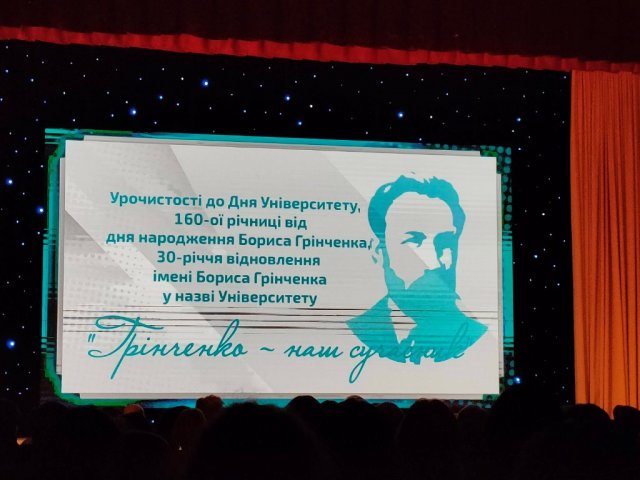 Урочистості до Дня Університету,
160-ої річниці від
дня народження Бориса Грінченка,
30-річчя відновлення
імені Бориса Грінченка
у назві Університету
"Грінченко ~ наш сучасник"